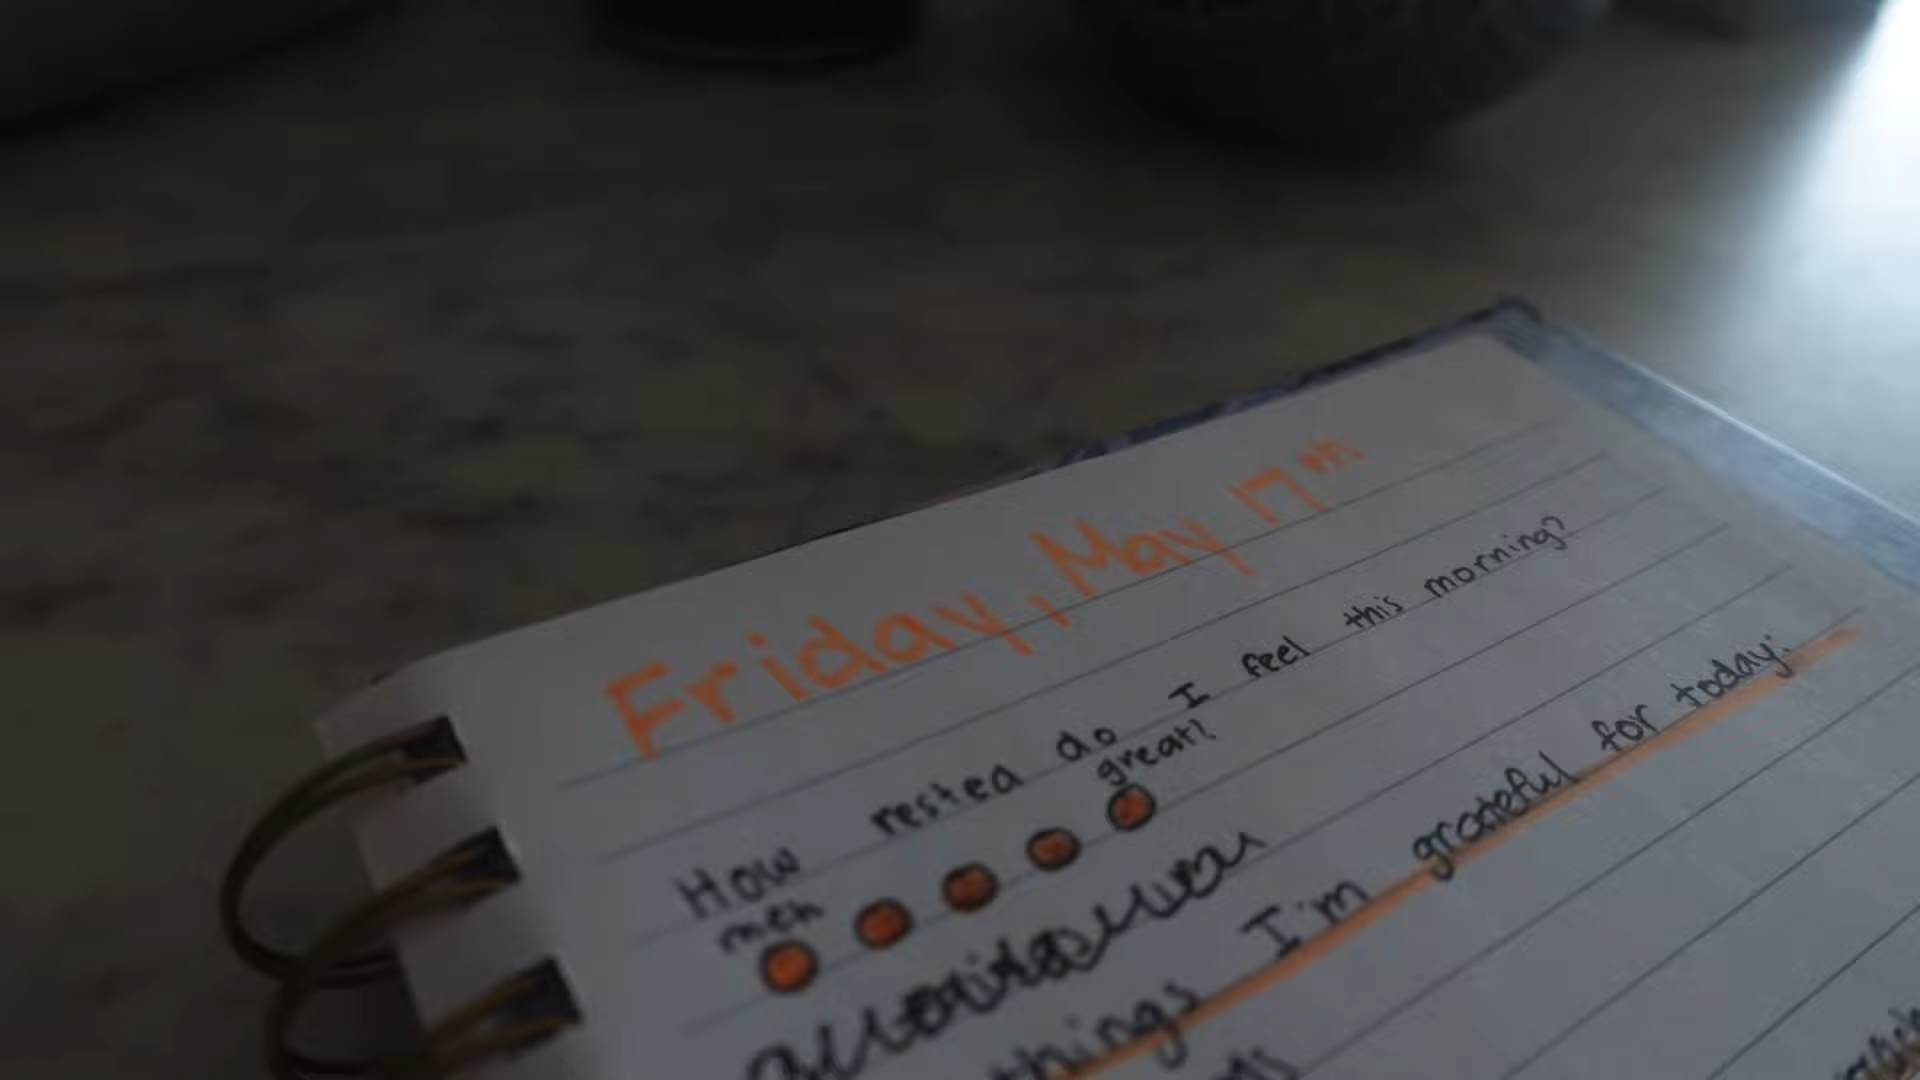 Friday, May 17th
How rested do I feel this morning?
meh great!
things I'm grateful for today: